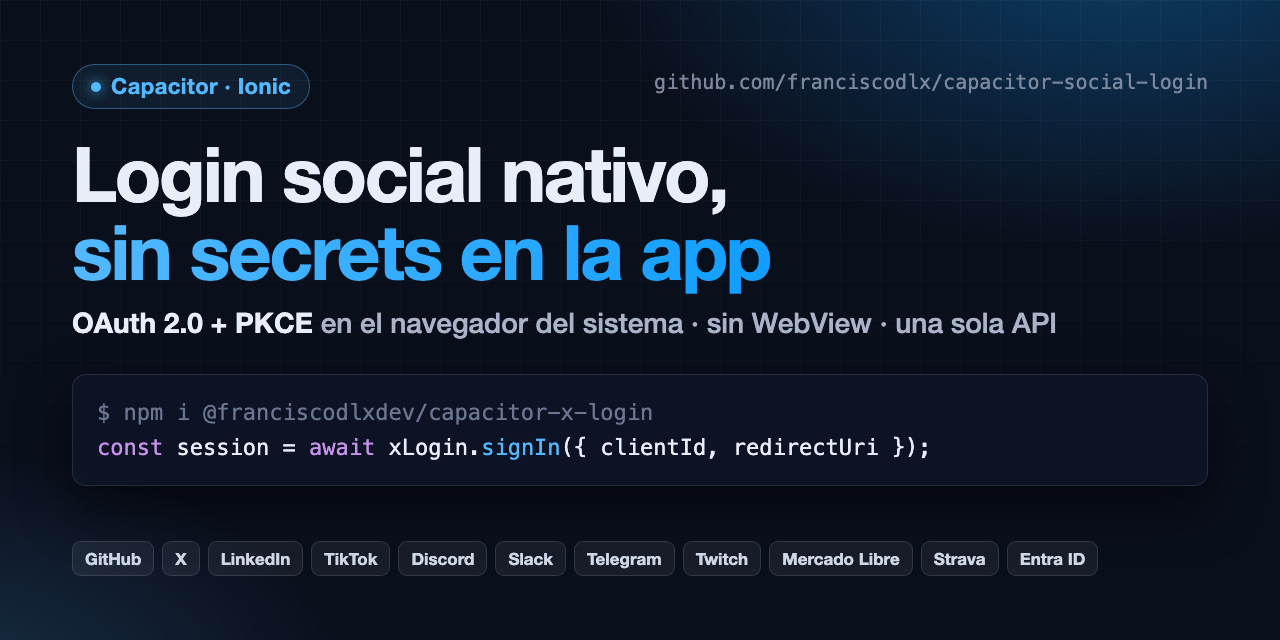 Capacitor · Ionic
github.com/franciscodlx/capacitor-social-login
Login social nativo,
sin secrets en la app
OAuth 2.0 + PKCE en el navegador del sistema · sin WebView · una sola API
$ npm i @franciscodlxdev/capacitor-x-login
const session = await xLogin.signIn({ clientId, redirectUri });
GitHub X LinkedIn TikTok Discord Slack Telegram Twitch Mercado Libre Strava Entra ID